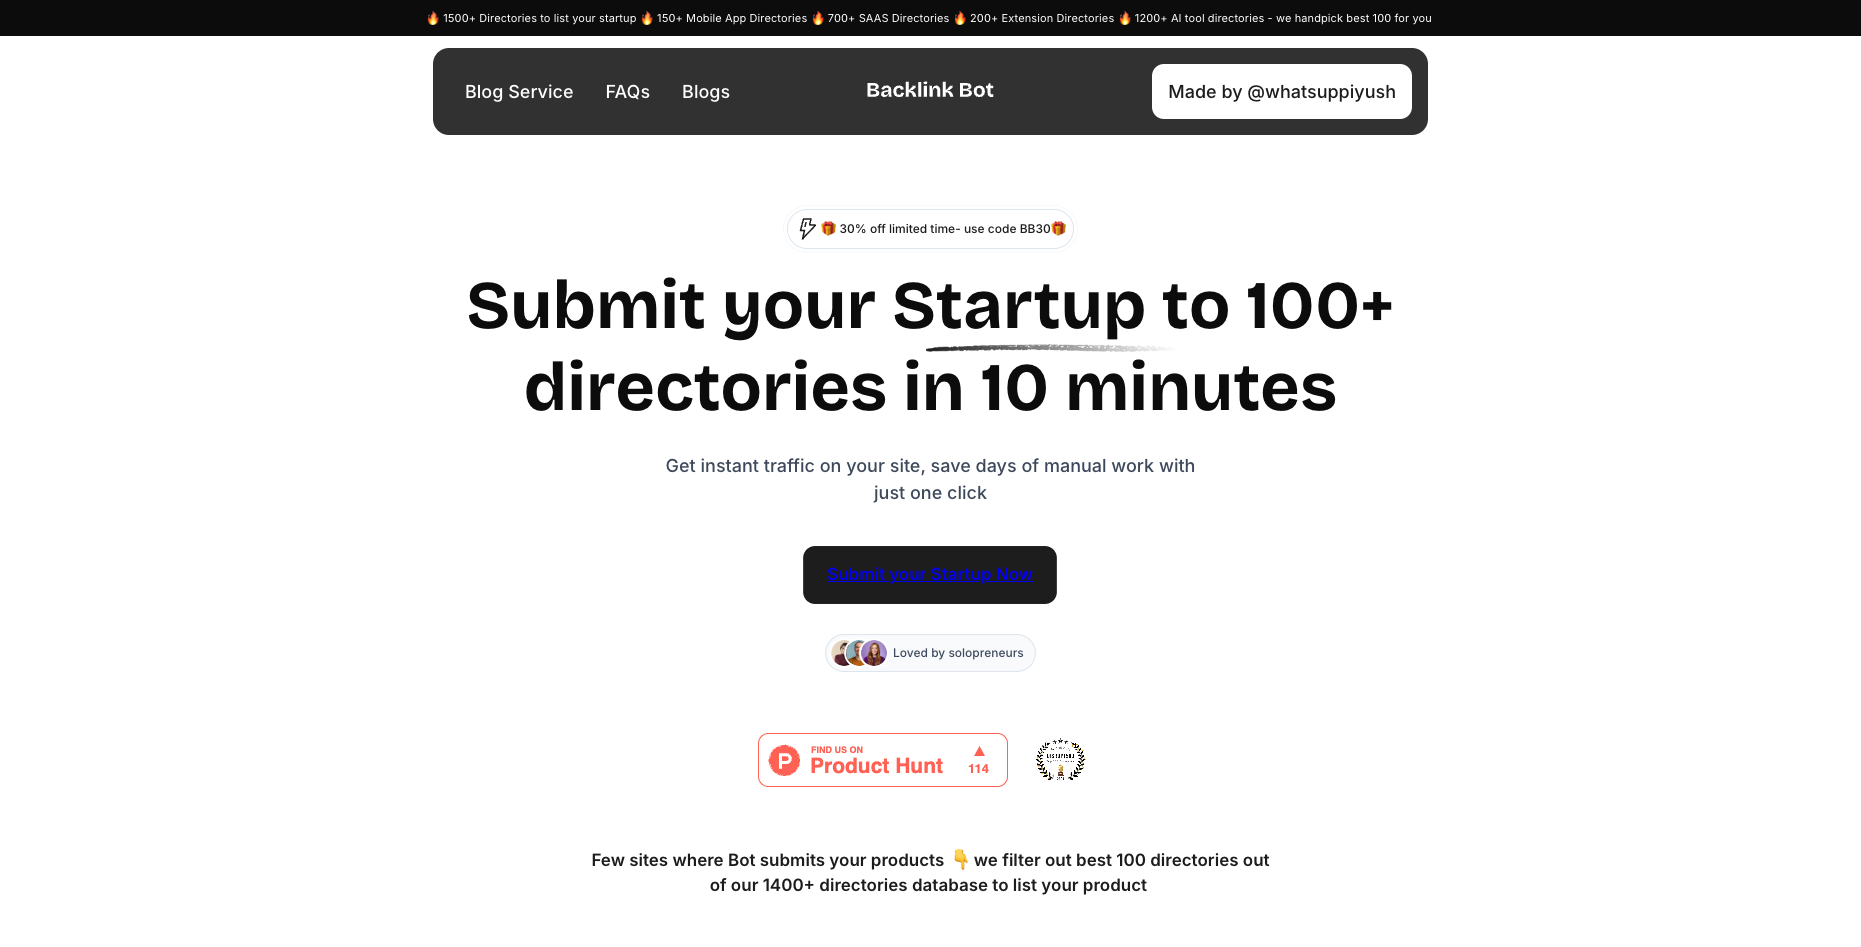 🔥 1500+ Directories to list your startup 🔥 150+ Mobile App Directories 🔥 700+ SAAS Directories 🔥 200+ Extension Directories 🔥 1200+ AI tool directories - we handpick best 100 for you
Blog Service FAQs Blogs Backlink Bot Made by @whatsuppiyush
🎁 30% off limited time- use code BB30🎁
Submit your Startup to 100+
directories in 10 minutes
Get instant traffic on your site, save days of manual work with
just one click
Submit your Startup Now
Loved by solopreneurs
FIND US ON
Product Hunt
114
Few sites where Bot submits your products 👇 we filter out best 100 directories out
of our 1400+ directories database to list your product